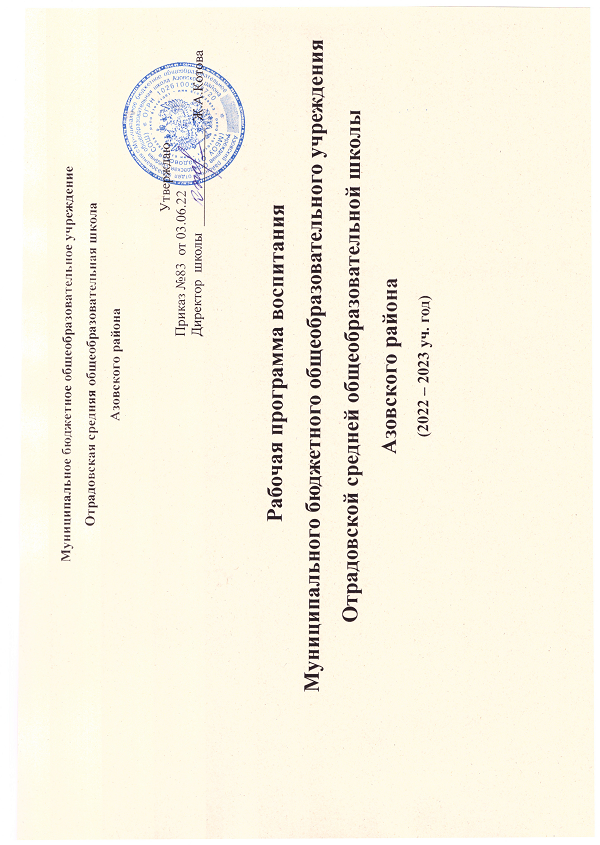 Муниципальное бюджетное общеобразовательное учреждение
Отрадовская средняя общеобразовательная школа
Азовского района
Утверждаю
Приказ №83 от 03.06.22
Директор школы Ж.А.Котова
Рабочая программа воспитания
Муниципального бюджетного общеобразовательного учреждения
Отрадовской средней общеобразовательной школы
Азовского района
(2022 – 2023 уч. год)